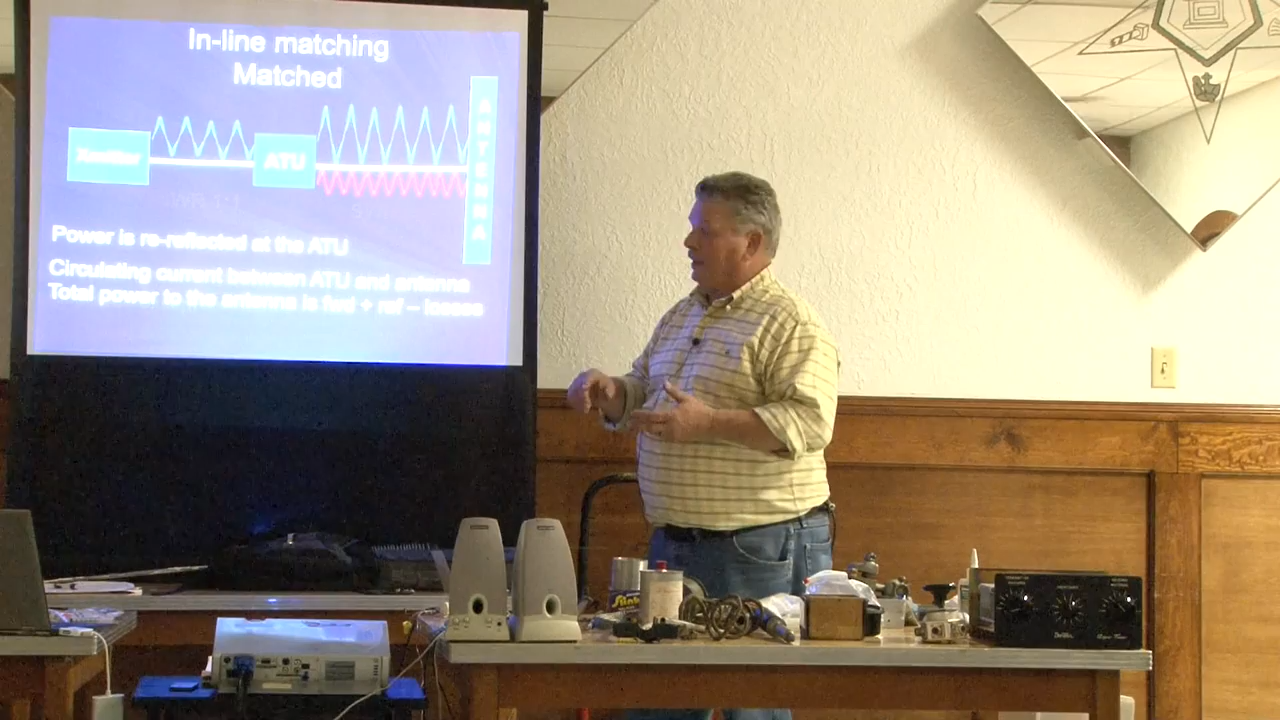 In-line matching
Matched
ATU
ANTENNA
Power is re-reflected at the ATU
Circulating current between ATU and antenna
Total power to the antenna is fwd + ref – losses